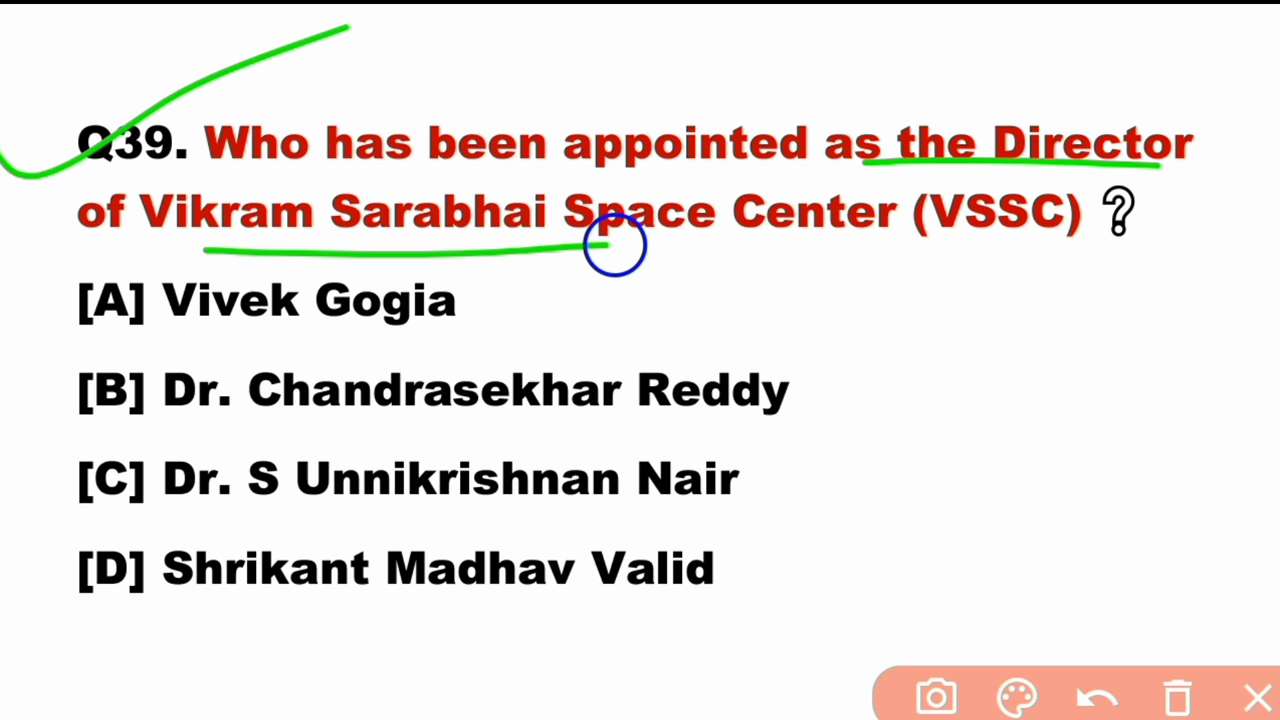 Q39. Who has been appointed as the Director
of Vikram Sarabhai Space Center (VSSC) ?
[A] Vivek Gogia
[B] Dr. Chandrasekhar Reddy
[C] Dr. S Unnikrishnan Nair
[D] Shrikant Madhav Valid